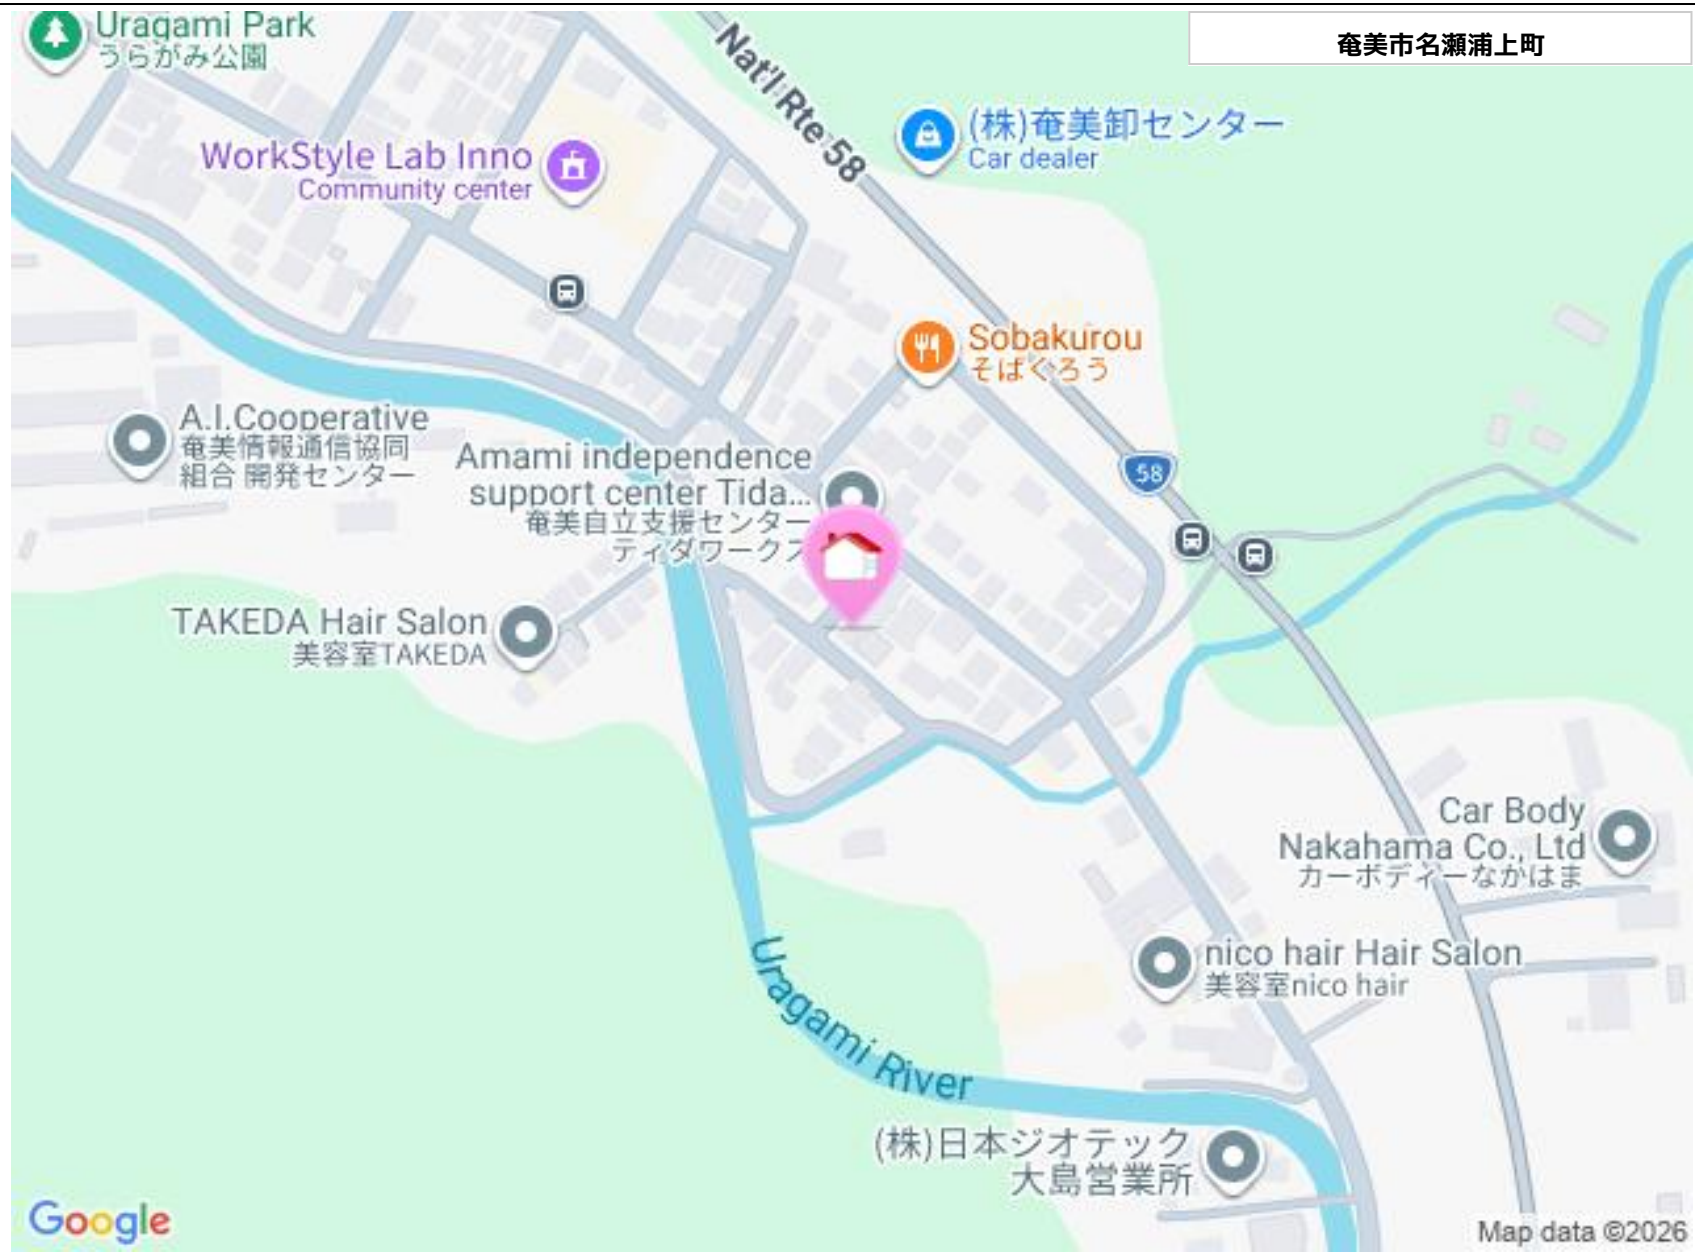 Uragami Park
うらがみ公園
奄美市名瀬浦上町
Nat'l Rte 58
(株)奄美卸センター
Car dealer
WorkStyle Lab Inno
Community center
Sobakurou
そばくろう
A.I.Cooperative
奄美情報通信協同
組合 開発センター
Amami independence
support center Tida...
奄美自立支援センター
ティダワークス
58
TAKEDA Hair Salon
美容室TAKEDA
Car Body
Nakahama Co., Ltd
カーボディーなかはま
nico hair Hair Salon
美容室nico hair
Uragami River
(株)日本ジオテック
大島営業所
Google
Map data ©2026